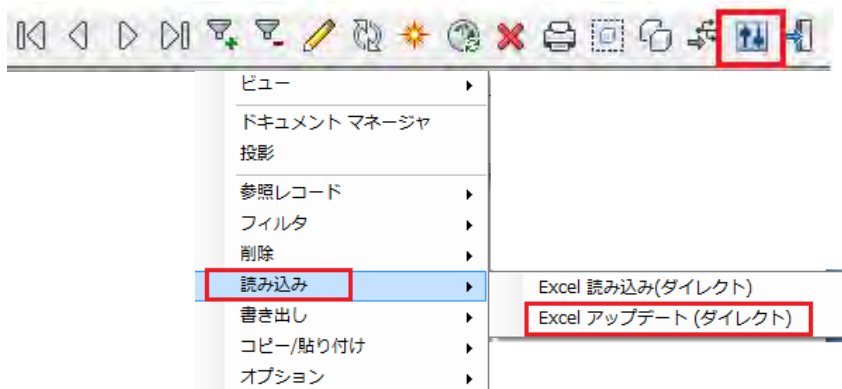 ビュー
ドキュメント マネージャ
投影
参照レコード
フィルタ
削除
読み込み
Excel 読み込み(ダイレクト)
書き出し
Excel アップデート (ダイレクト)
コピー/貼り付け
オプション